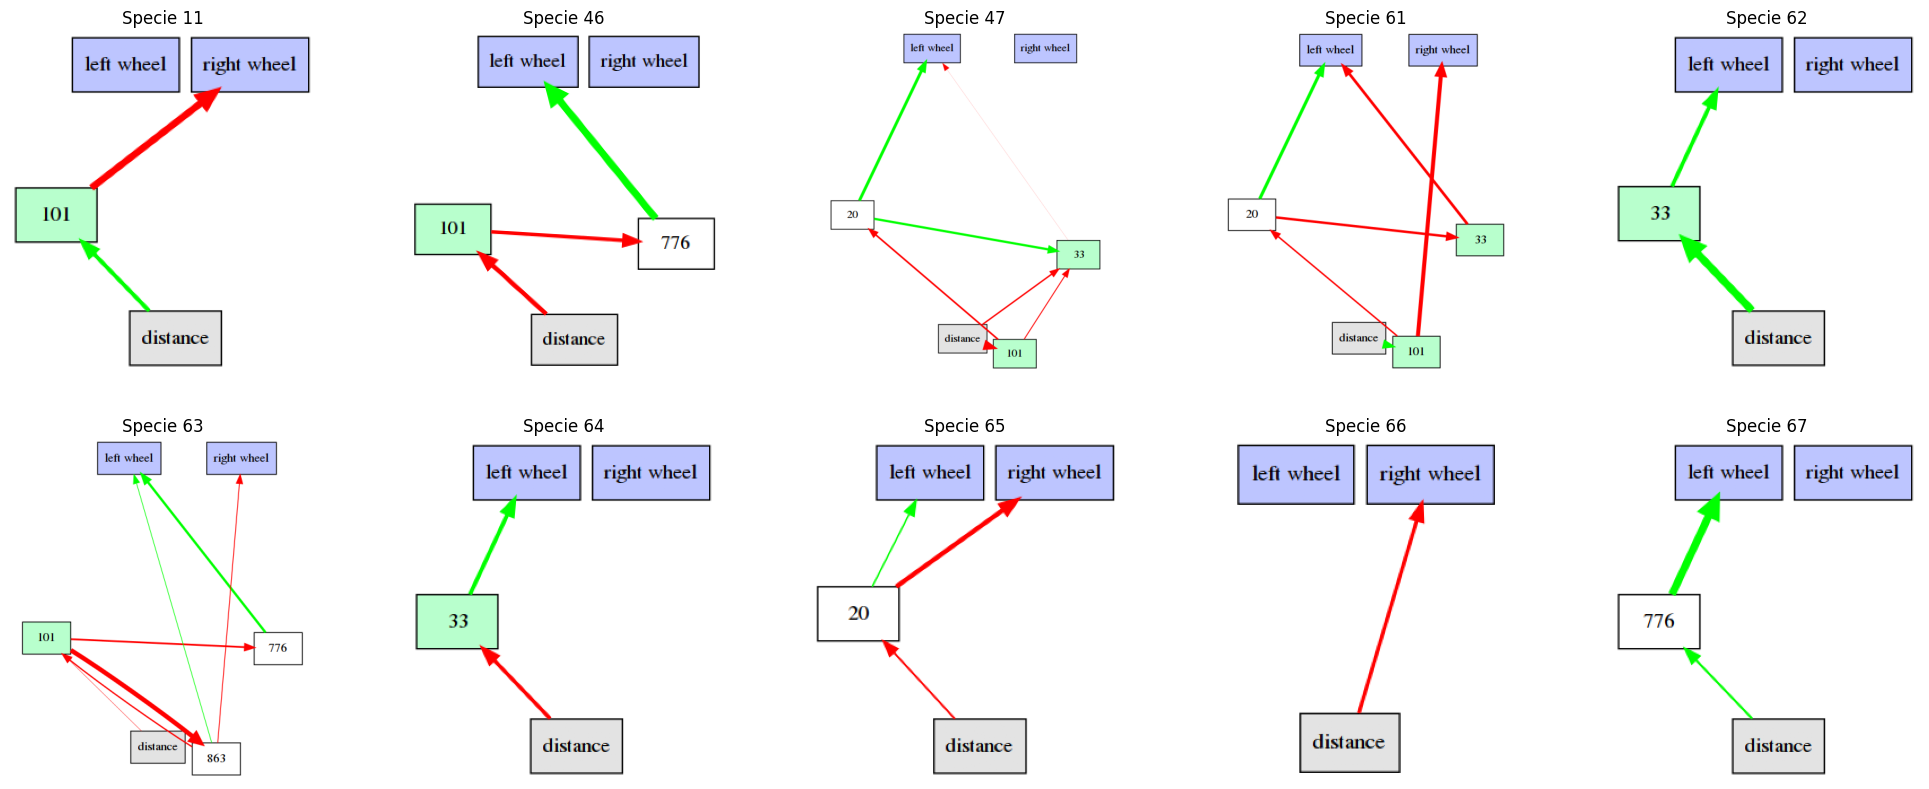 Specie 11
left wheel
right wheel
101
distance
Specie 46
left wheel
right wheel
101
776
distance
Specie 47
left wheel
right wheel
20
33
distance
101
Specie 61
left wheel
right wheel
20
33
distance
101
Specie 62
left wheel
right wheel
33
distance
Specie 63
left wheel
right wheel
101
776
distance
863
Specie 64
left wheel
right wheel
33
distance
Specie 65
left wheel
right wheel
20
distance
Specie 66
left wheel
right wheel
distance
Specie 67
left wheel
right wheel
776
distance